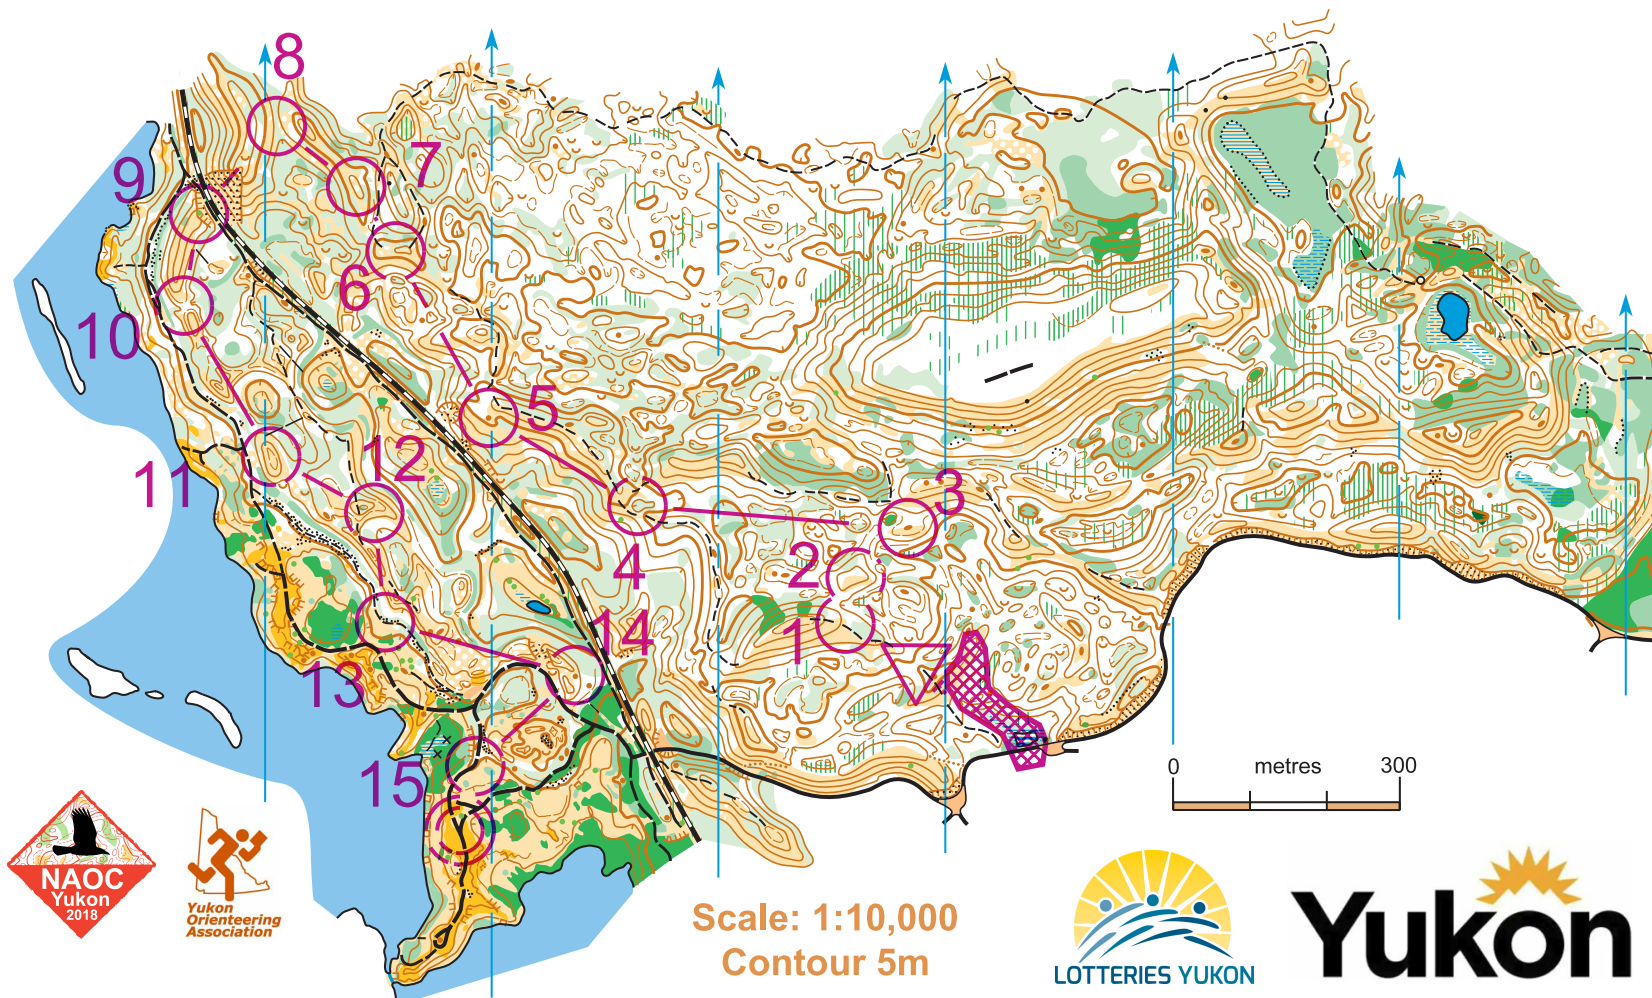 8
7
9
6
10
5
12
11
3
2
4
1
14
13
15
0 metres 300
NAOC
Yukon
2018
Yukon
Orienteering
Association
Scale: 1:10,000
Contour 5m
LOTTERIES YUKON
Yukon